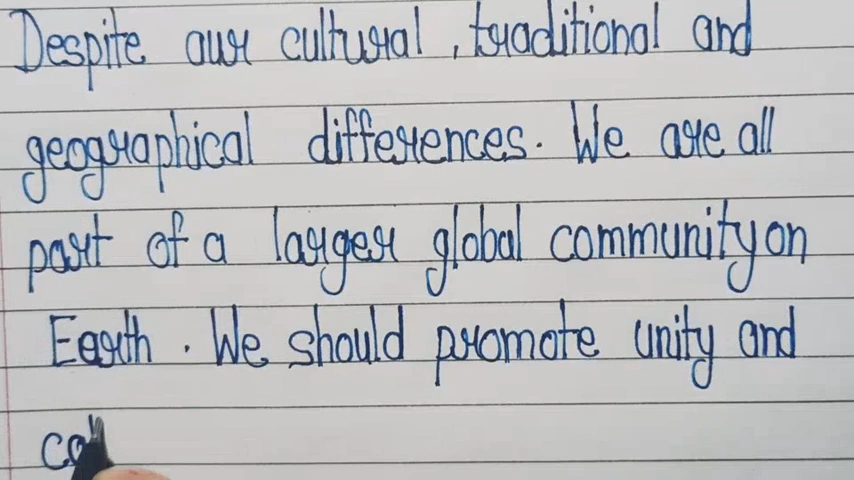 Despite our cultural , traditional and
geographical differences. We are all
part of a larger global community on
Earth . We should promote unity and